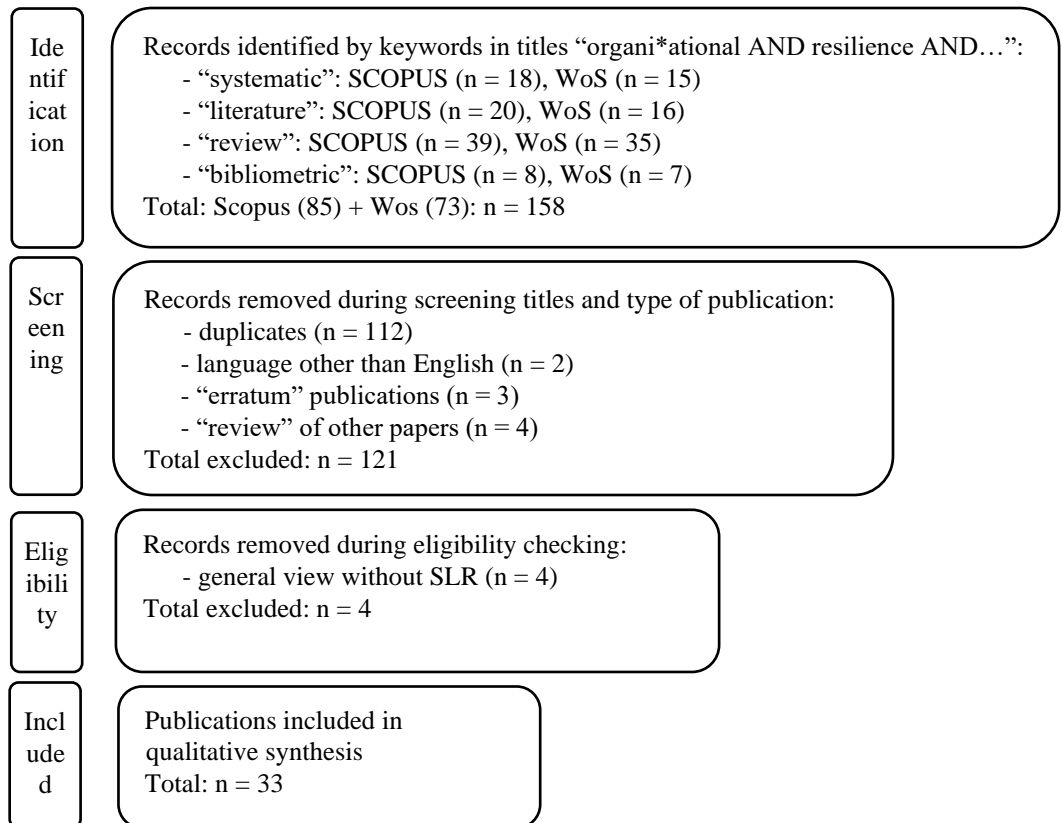 Ide
ntif
icat
ion
Records identified by keywords in titles “organi*ational AND resilience AND…”:
- “systematic”: SCOPUS (n = 18), WoS (n = 15)
- “literature”: SCOPUS (n = 20), WoS (n = 16)
- “review”: SCOPUS (n = 39), WoS (n = 35)
- “bibliometric”: SCOPUS (n = 8), WoS (n = 7)
Total: Scopus (85) + Wos (73): n = 158
Scr
een
ing
Records removed during screening titles and type of publication:
- duplicates (n = 112)
- language other than English (n = 2)
- “erratum” publications (n = 3)
- “review” of other papers (n = 4)
Total excluded: n = 121
Elig
ibili
ty
Records removed during eligibility checking:
- general view without SLR (n = 4)
Total excluded: n = 4
Incl
ude
d
Publications included in
qualitative synthesis
Total: n = 33